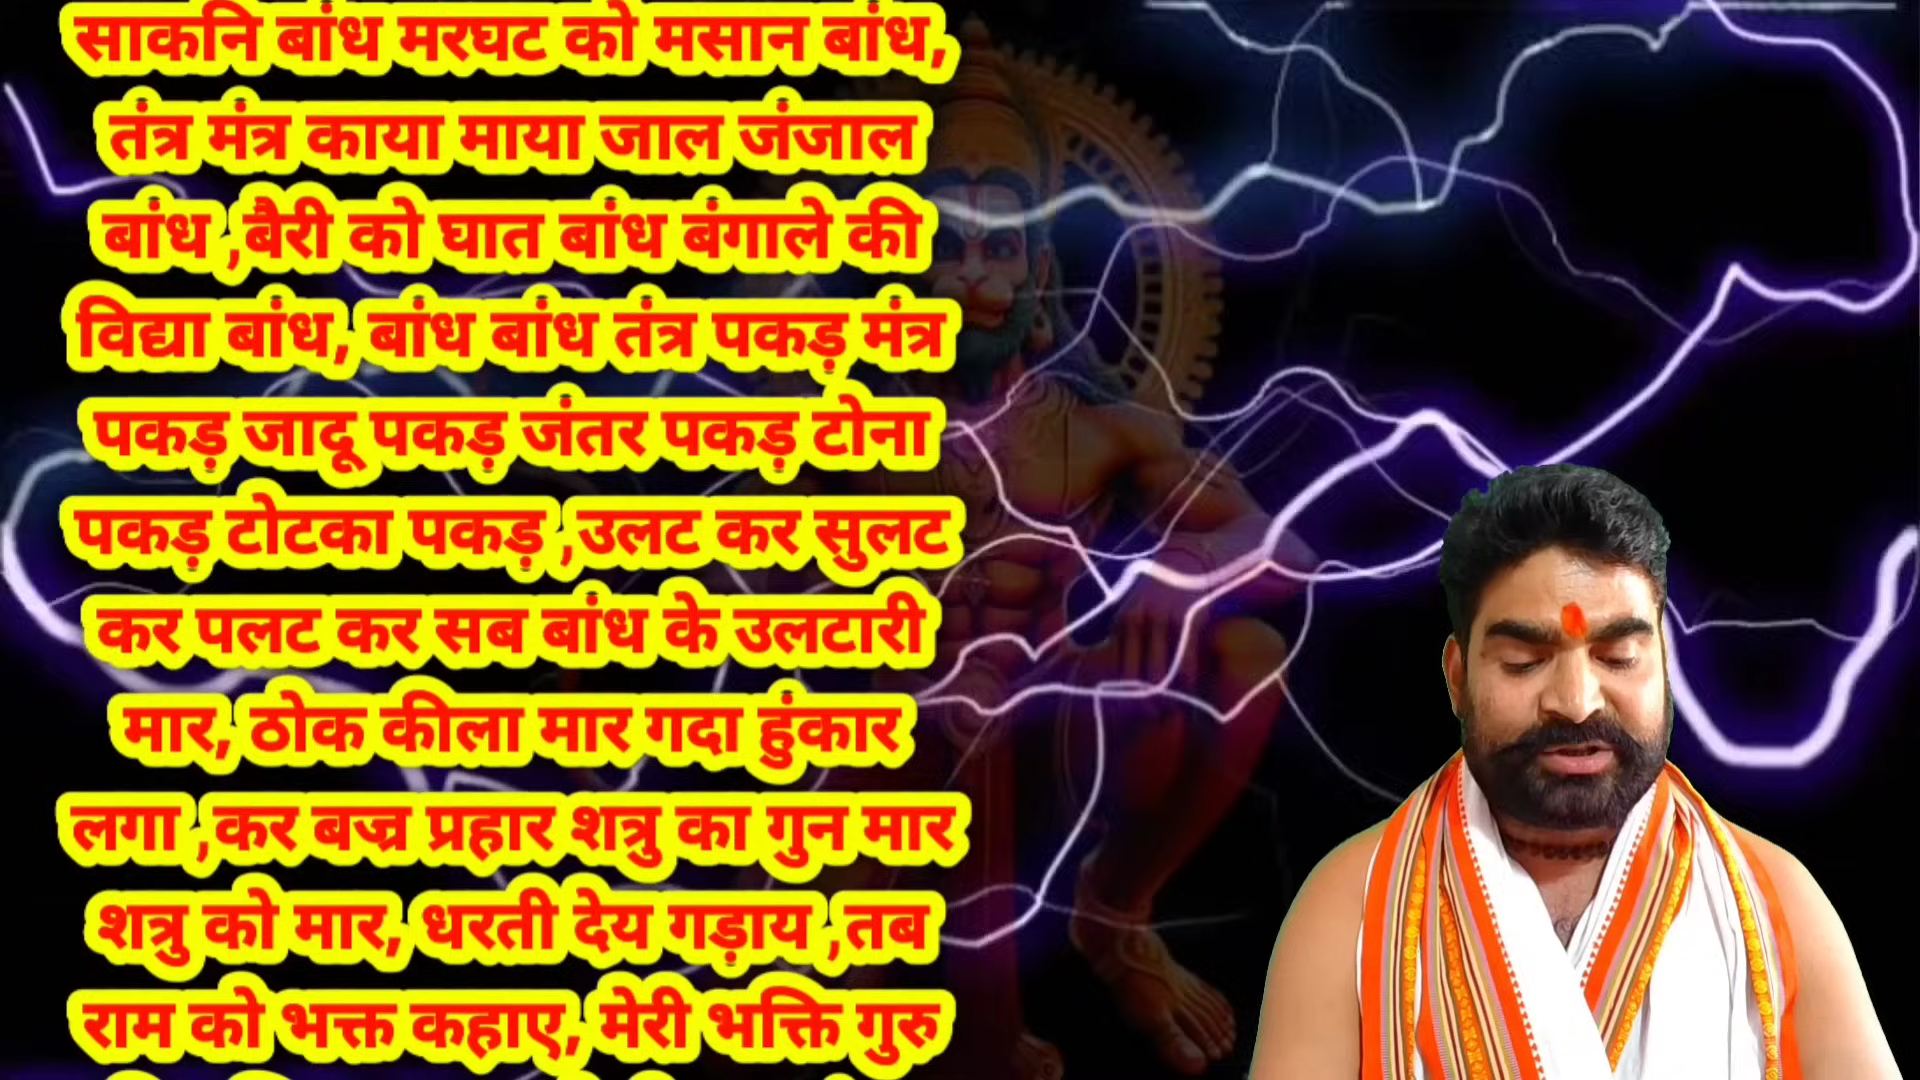 साकनि बांध मरघट को मसान बांध,
तंत्र मंत्र काया माया जाल जंजाल
बांध ,बैरी को घात बांध बंगाले की
विद्या बांध, बांध बांध तंत्र पकड़ मंत्र
पकड़ जादू पकड़ जंतर पकड़ टोना
पकड़ टोटका पकड़ ,उलट कर सुलट
कर पलट कर सब बांध के उलटारी
मार, ठोक कीला मार गदा हुंकार
लगा ,कर बज्र प्रहार शत्रु का गुन मार
शत्रु को मार, धरती देय गड़ाय ,तब
राम को भक्त कहाए, मेरी भक्ति गुरु